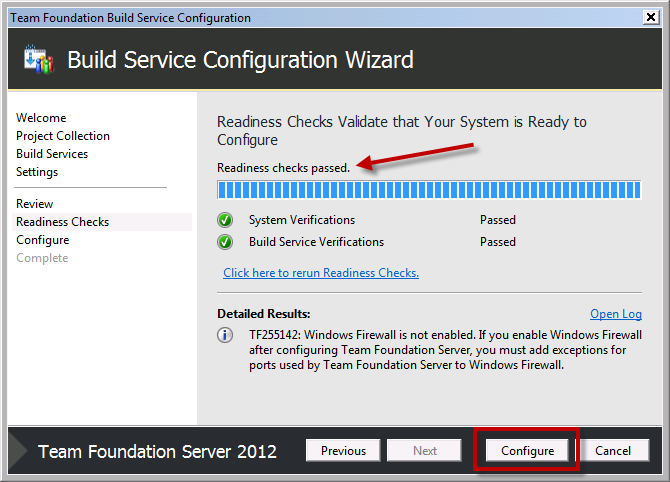 Team Foundation Build Service Configuration
Build Service Configuration Wizard
Welcome
Project Collection
Build Services
Settings
Review
Readiness Checks
Configure
Complete
Readiness Checks Validate that Your System is Ready to
Configure
Readiness checks passed.
System Verifications Passed
Build Service Verifications Passed
Click here to rerun Readiness Checks.
Detailed Results: Open Log
TF255142: Windows Firewall is not enabled. If you enable Windows Firewall
after configuring Team Foundation Server, you must add exceptions for
ports used by Team Foundation Server to Windows Firewall.
Team Foundation Server 2012 Previous Next Configure Cancel